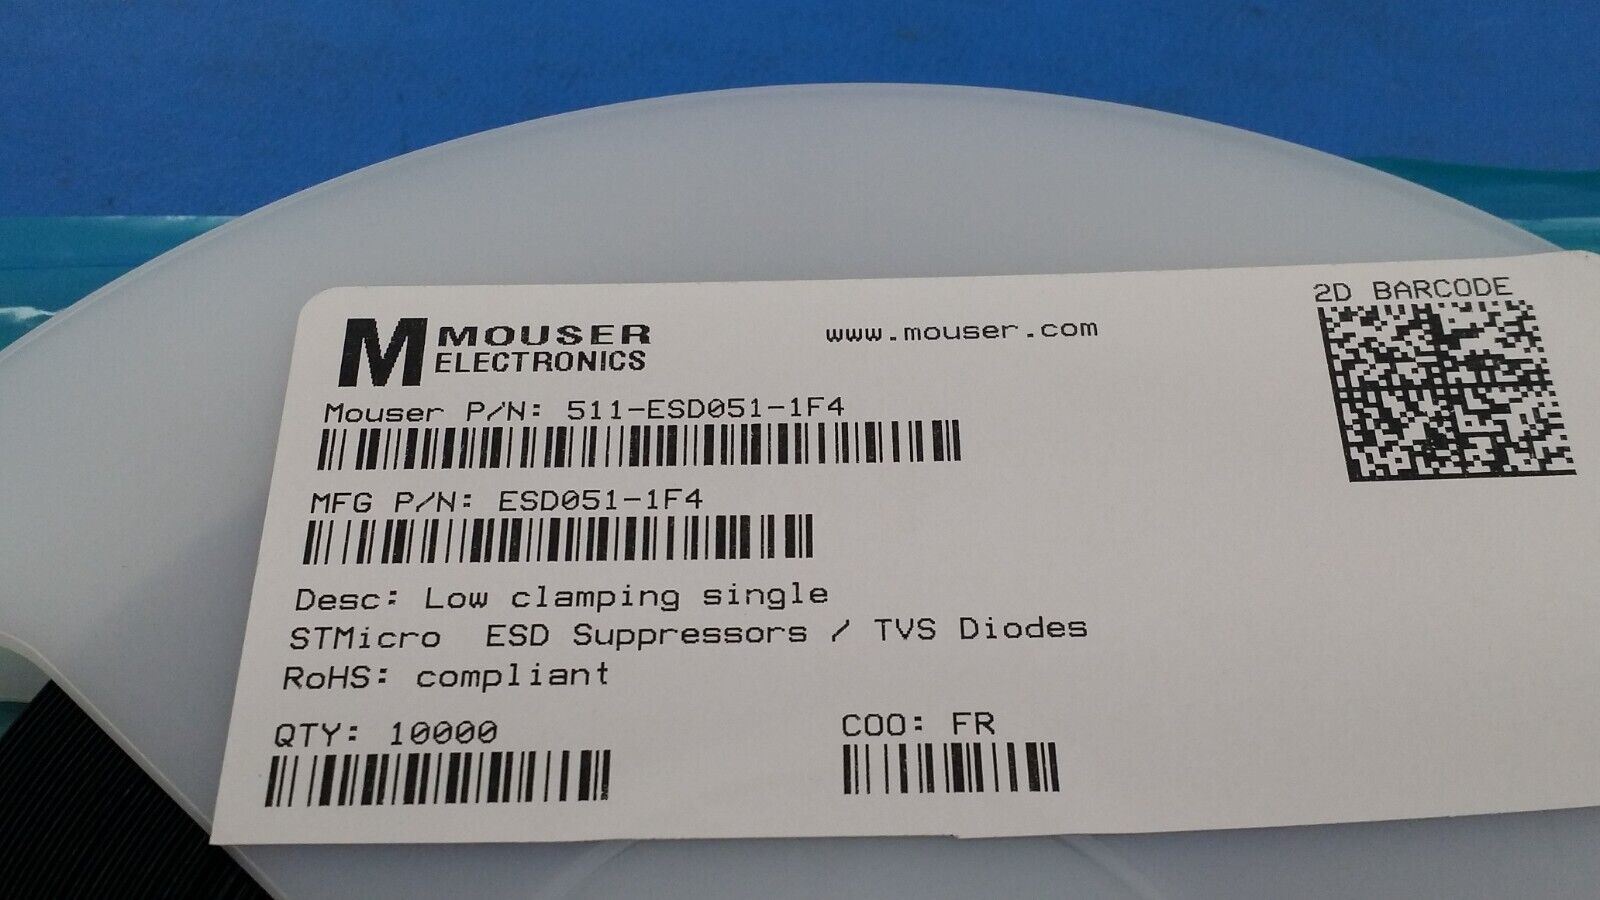 M MOUSER
ELECTRONICS
www.mouser.com
2D BARCODE
Mouser P/N: 511-ESD051-1F4
MFG P/N: ESD051-1F4
Desc: Low clamping single
STMicro ESD Suppressors / TVS Diodes
RoHS: compliant
QTY: 10000
COO: FR